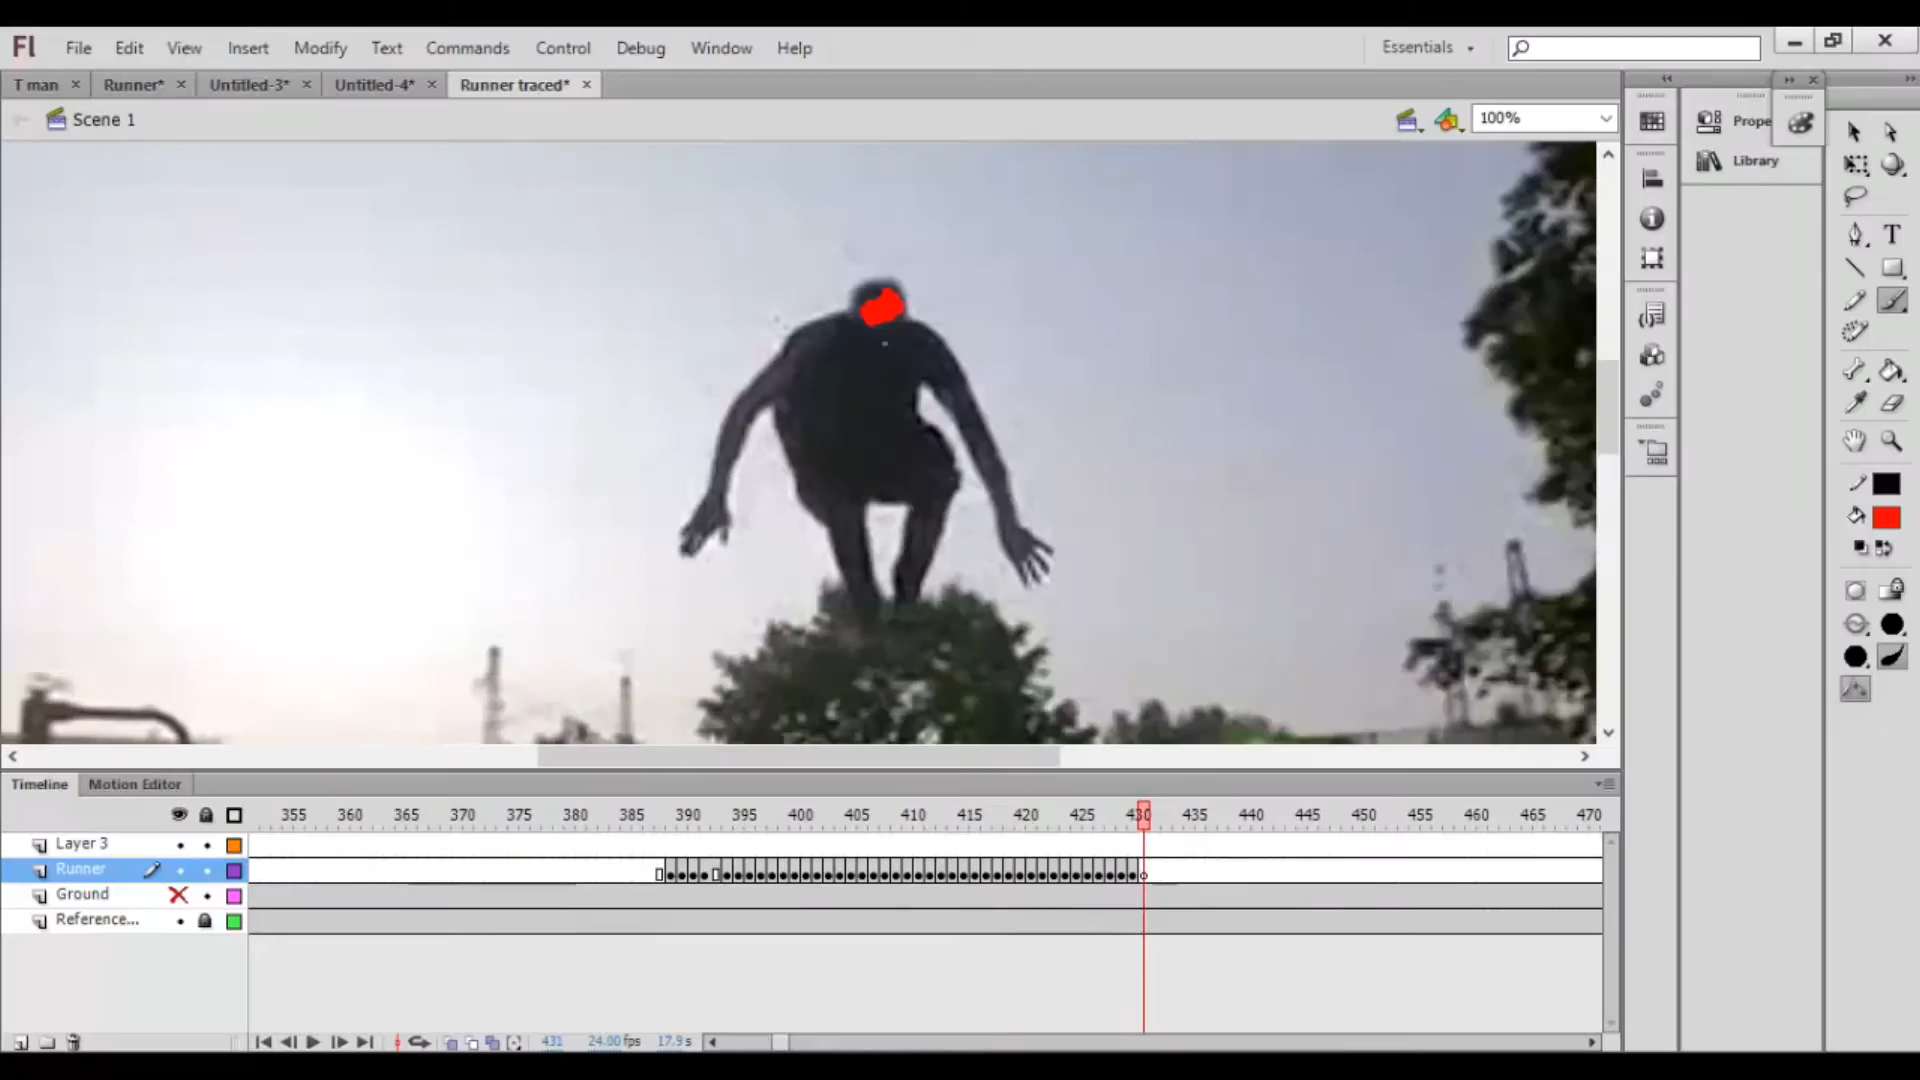 Fl File Edit View Insert Modify Text Commands Control Debug Window Help Essentials
T man Runner* Untitled-3* Untitled-4* Runner traced*
Scene 1 100%
Prope
Library
T
Timeline Motion Editor
355 360 365 370 375 380 385 390 395 400 405 410 415 420 425 430 435 440 445 450 455 460 465 470
Layer 3
Runner
Ground
Reference...
431 24.00 fps 17.9 s